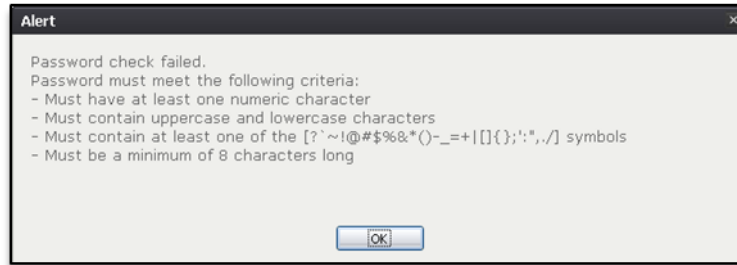 Alert
Password check failed.
Password must meet the following criteria:
- Must have at least one numeric character
- Must contain uppercase and lowercase characters
- Must contain at least one of the [?`~!@#$%&*()-_=+|[]{};':",./] symbols
- Must be a minimum of 8 characters long
OK